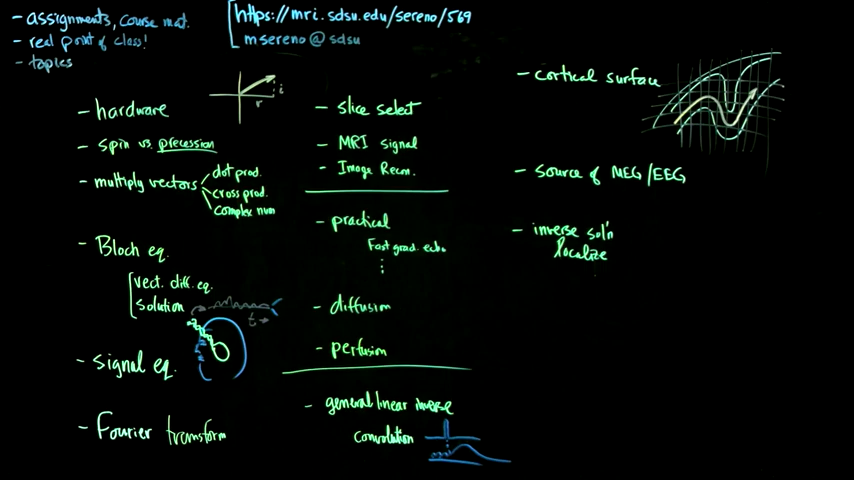 - assignments, course mat.
- real point of class!
- topics
https://mri.sdsu.edu/sereno/569
msereno@sdsu
- hardware
i
r
- spin vs. precession
- multiply vectors
dot prod.
cross prod.
complex num
- Bloch eq.
vect. diff. eq.
solution
t →
- signal eq.
- Fourier transform
- slice select
- MRI signal
- Image Recon.
- practical
Fast grad. echo
- diffusion
- perfusion
- general linear inverse
convolution
- cortical surface
- source of MEG/EEG
- inverse sol'n
localize